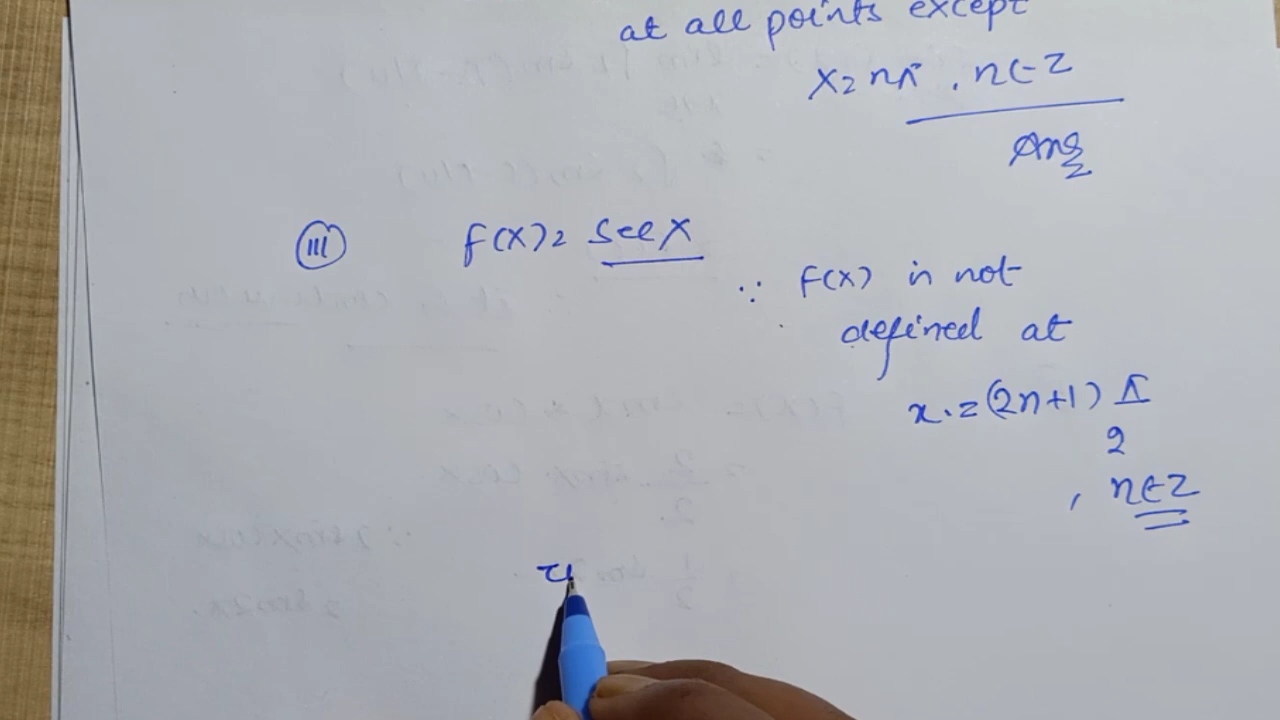 at all points except
x = nπ , n ∈ Z
Ans
(III) f(x) = sec x
∵ f(x) is not
defined at
x = (2n+1) π/2
, n ∈ Z